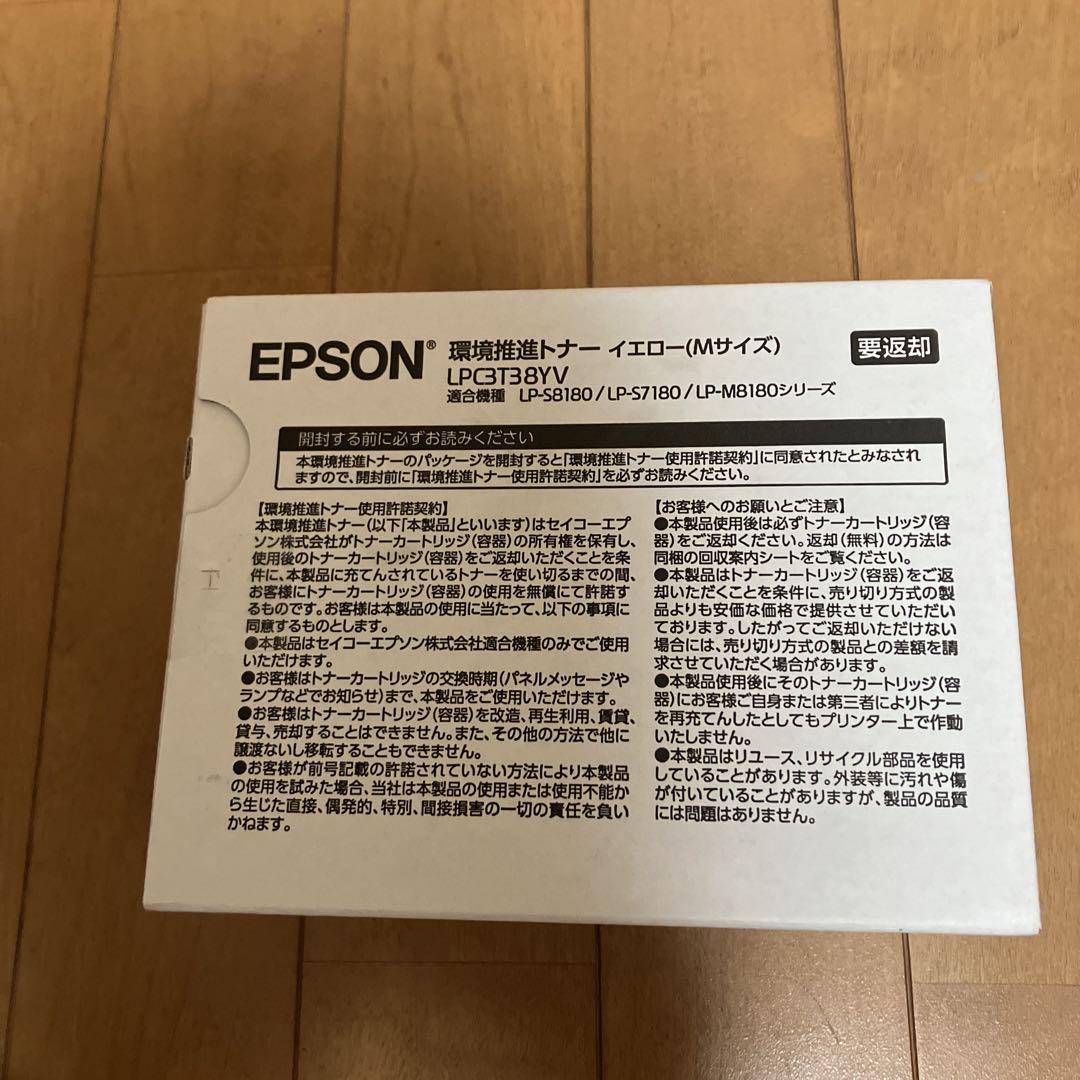 EPSON® 環境推進トナー イエロー(Mサイズ) 要返却
LPC3T38YV
適合機種 LP-S8180/LP-S7180/LP-M8180シリーズ
開封する前に必ずお読みください
本環境推進トナーのパッケージを開封すると「環境推進トナー使用許諾契約」に同意されたとみなされ
ますので、開封前に「環境推進トナー使用許諾契約」を必ずお読みください。
【環境推進トナー使用許諾契約】
本環境推進トナー(以下「本製品」といいます)はセイコーエプ
ソン株式会社がトナーカートリッジ(容器)の所有権を保有し、
使用後のトナーカートリッジ(容器)をご返却いただくことを条
件に、本製品に充てんされているトナーを使い切るまでの間、
お客様にトナーカートリッジ(容器)の使用を無償にて許諾す
るものです。お客様は本製品の使用に当たって、以下の事項に
同意するものとします。
●本製品はセイコーエプソン株式会社適合機種のみでご使用
いただけます。
●お客様はトナーカートリッジの交換時期(パネルメッセージや
ランプなどでお知らせ)まで、本製品をご使用いただけます。
●お客様はトナーカートリッジ(容器)を改造、再生利用、賃貸、
貸与、売却することはできません。また、その他の方法で他に
譲渡ないし移転することもできません。
●お客様が前号記載の許諾されていない方法により本製品
の使用を試みた場合、当社は本製品の使用または使用不能か
ら生じた直接、偶発的、特別、間接損害の一切の責任を負い
かねます。
【お客様へのお願いとご注意】
●本製品使用後は必ずトナーカートリッジ(容
器)をご返却ください。返却(無料)の方法は
同梱の回収案内シートをご覧ください。
●本製品はトナーカートリッジ(容器)をご返
却いただくことを条件に、売り切り方式の製
品よりも安価な価格で提供させていただい
ております。したがってご返却いただけない
場合には、売り切り方式の製品との差額を請
求させていただく場合があります。
●本製品使用後にそのトナーカートリッジ(容
器)にお客様ご自身または第三者によりトナー
を再充てんしたとしてもプリンター上で作動
いたしません。
●本製品はリユース、リサイクル部品を使用
していることがあります。外装等に汚れや傷
が付いていることがありますが、製品の品質
には問題はありません。
T